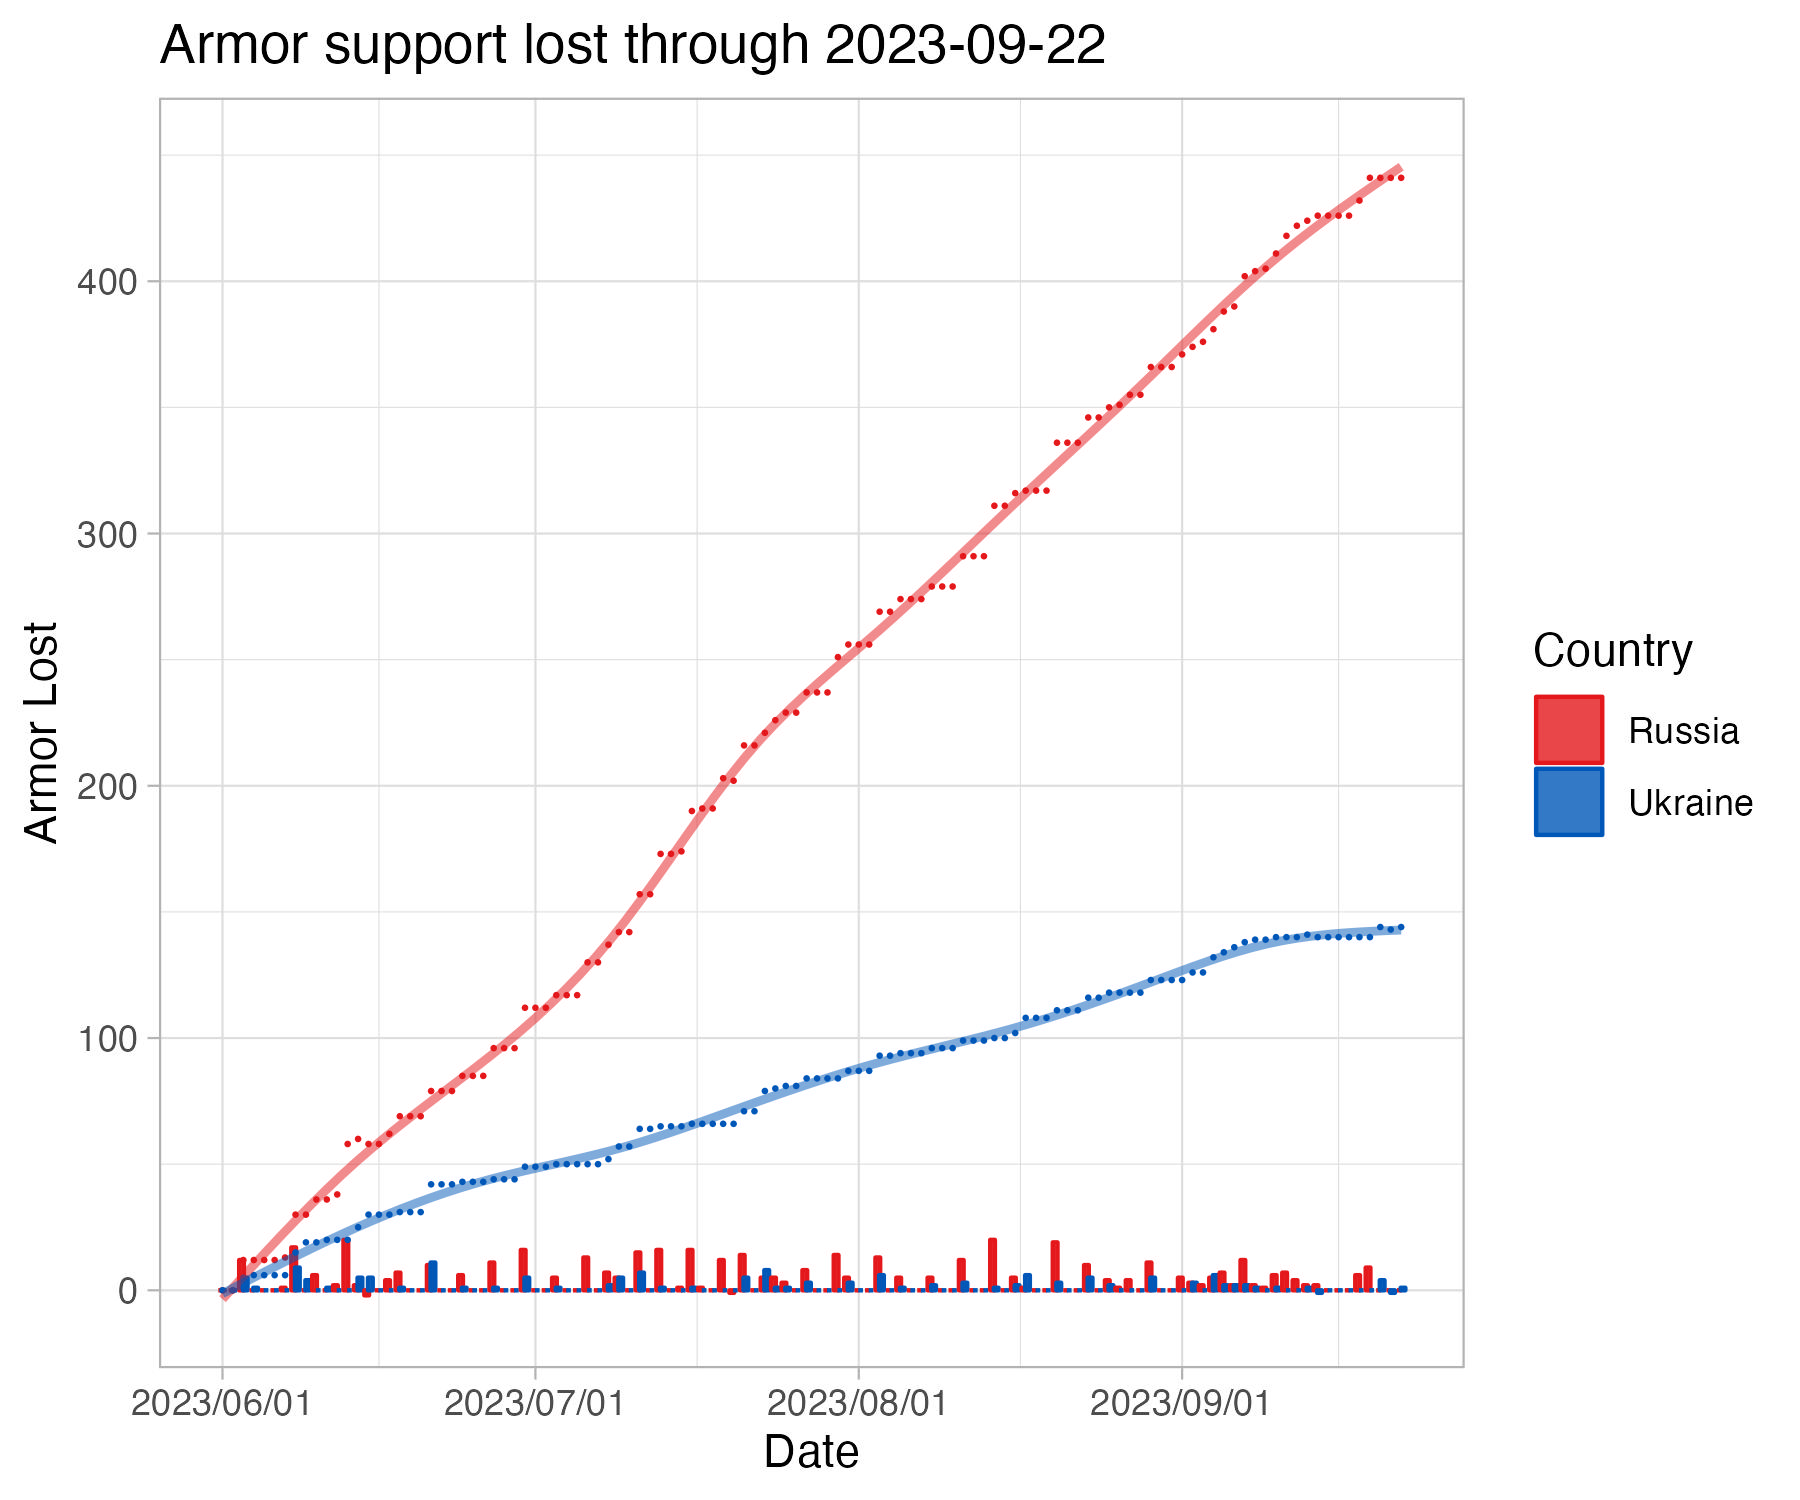 Armor support lost through 2023-09-22
Armor Lost
400
300
200
100
0
2023/06/01 2023/07/01 2023/08/01 2023/09/01
Date
Country
Russia
Ukraine